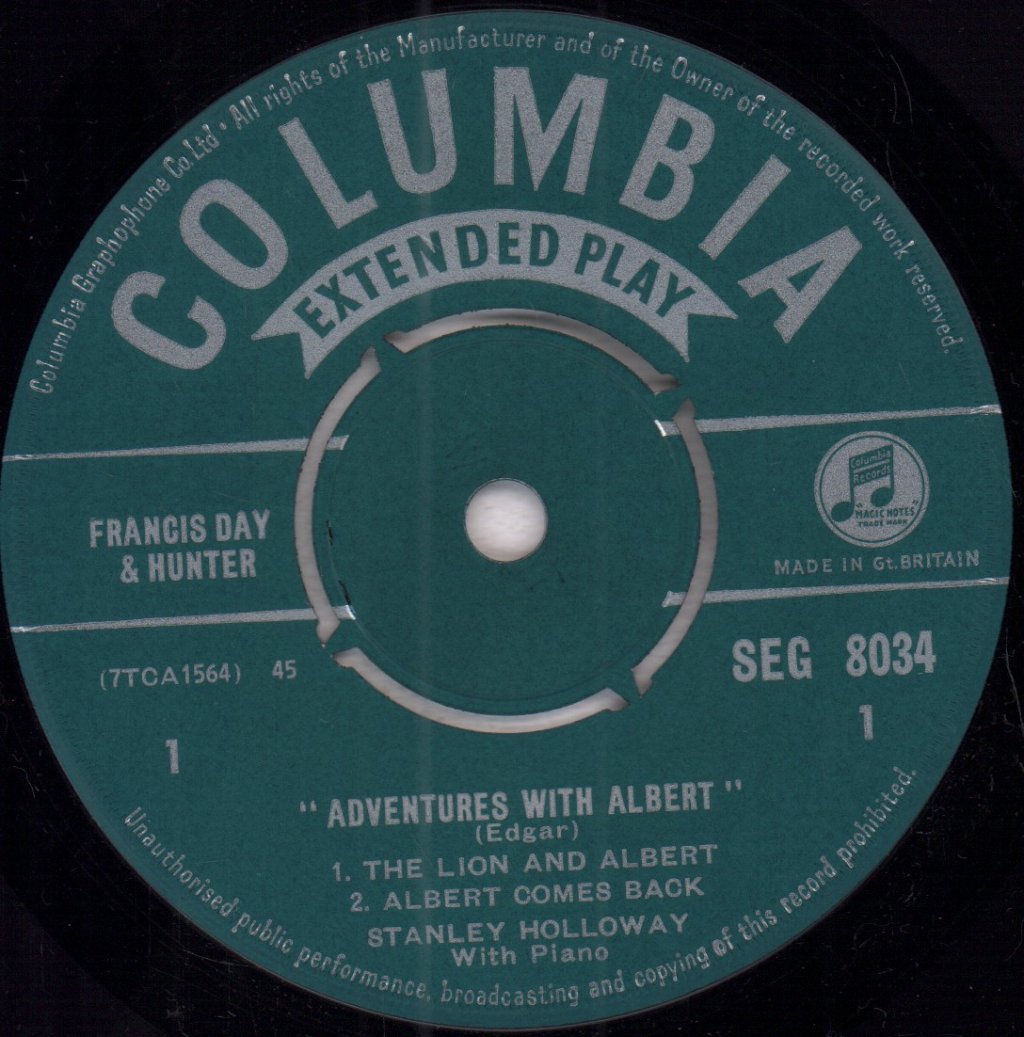 Columbia Graphophone Co.Ltd · All rights of the Manufacturer and of the Owner of the recorded work reserved.
COLUMBIA
EXTENDED PLAY
Columbia
Records
"MAGIC NOTES"
TRADE MARK
FRANCIS DAY
& HUNTER
MADE IN Gt.BRITAIN
SEG 8034
(7TCA1564) 45
1
1
"ADVENTURES WITH ALBERT"
(Edgar)
1. THE LION AND ALBERT
2. ALBERT COMES BACK
STANLEY HOLLOWAY
With Piano
Unauthorised public performance, broadcasting and copying of this record prohibited.